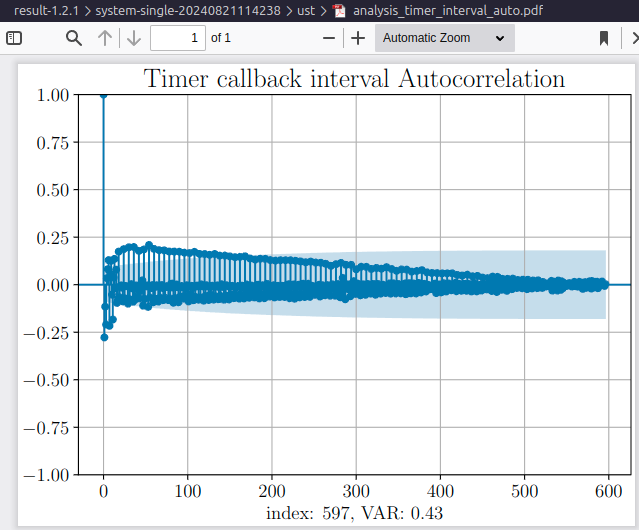 result-1.2.1 > system-single-20240821114238 > ust > analysis_timer_interval_auto.pdf
1 of 1 Automatic Zoom
Timer callback interval Autocorrelation
1.00
0.75
0.50
0.25
0.00
−0.25
−0.50
−0.75
−1.00
0 100 200 300 400 500 600
index: 597, VAR: 0.43